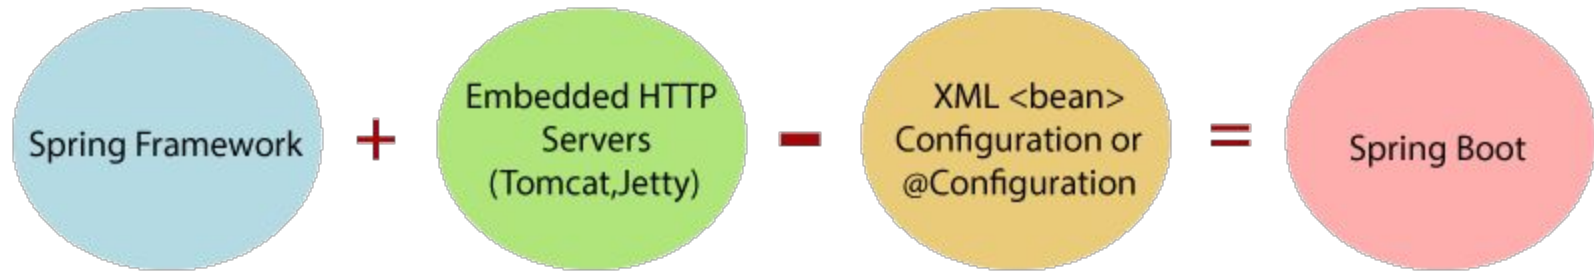 Spring Framework
+
Embedded HTTP
Servers
(Tomcat,Jetty)
-
XML <bean>
Configuration or
@Configuration
=
Spring Boot